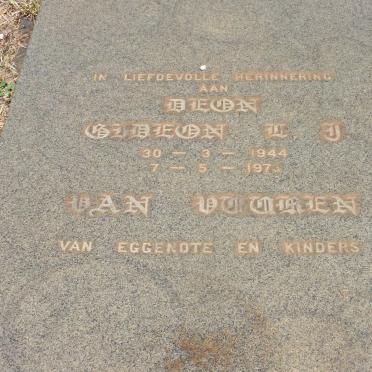 IN LIEFDEVOLLE HERINNERING
AAN
DEON
GIDEON L. J.
30 - 3 - 1944
7 - 5 -
VAN VUUREN
VAN EGGENOTE EN KINDERS